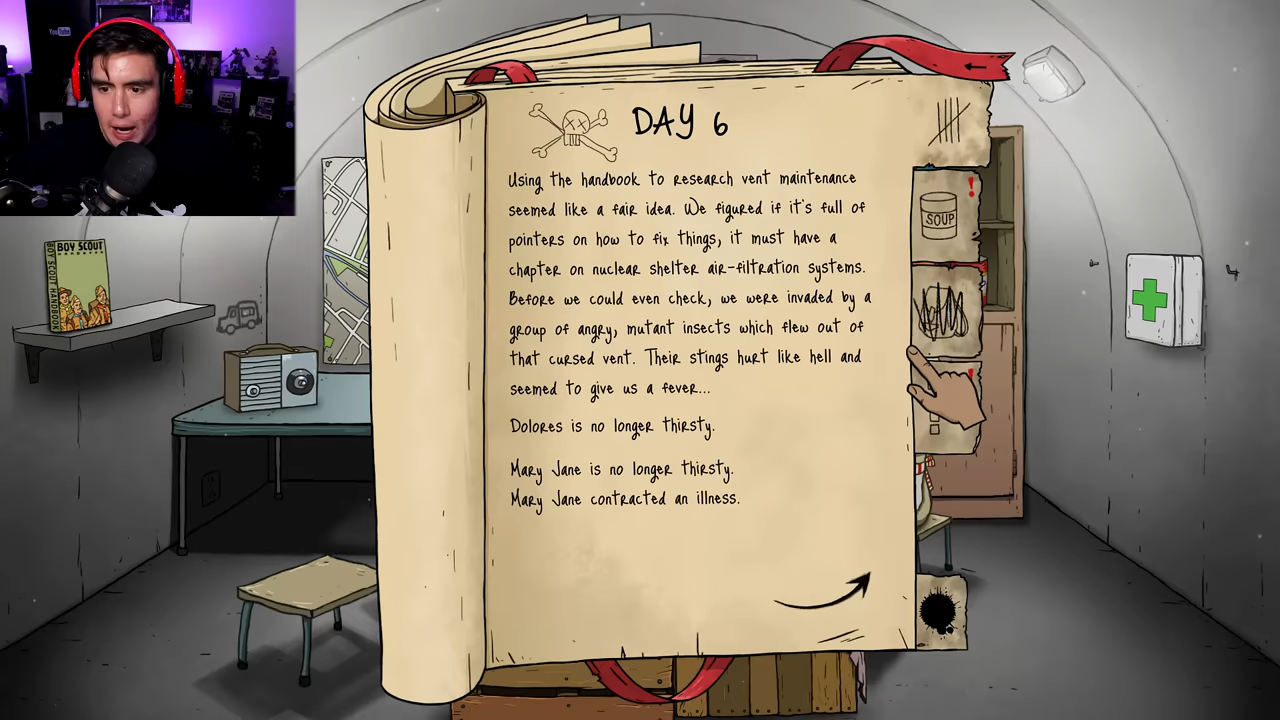 YouTube
DAY 6
Using the handbook to research vent maintenance
seemed like a fair idea. We figured if it's full of
pointers on how to fix things, it must have a
chapter on nuclear shelter air-filtration systems.
Before we could even check, we were invaded by a
group of angry, mutant insects which flew out of
that cursed vent. Their stings hurt like hell and
seemed to give us a fever...
Dolores is no longer thirsty.
Mary Jane is no longer thirsty.
Mary Jane contracted an illness.
!
SOUP
!
BOY SCOUT
BOY SCOUT HANDBOOK